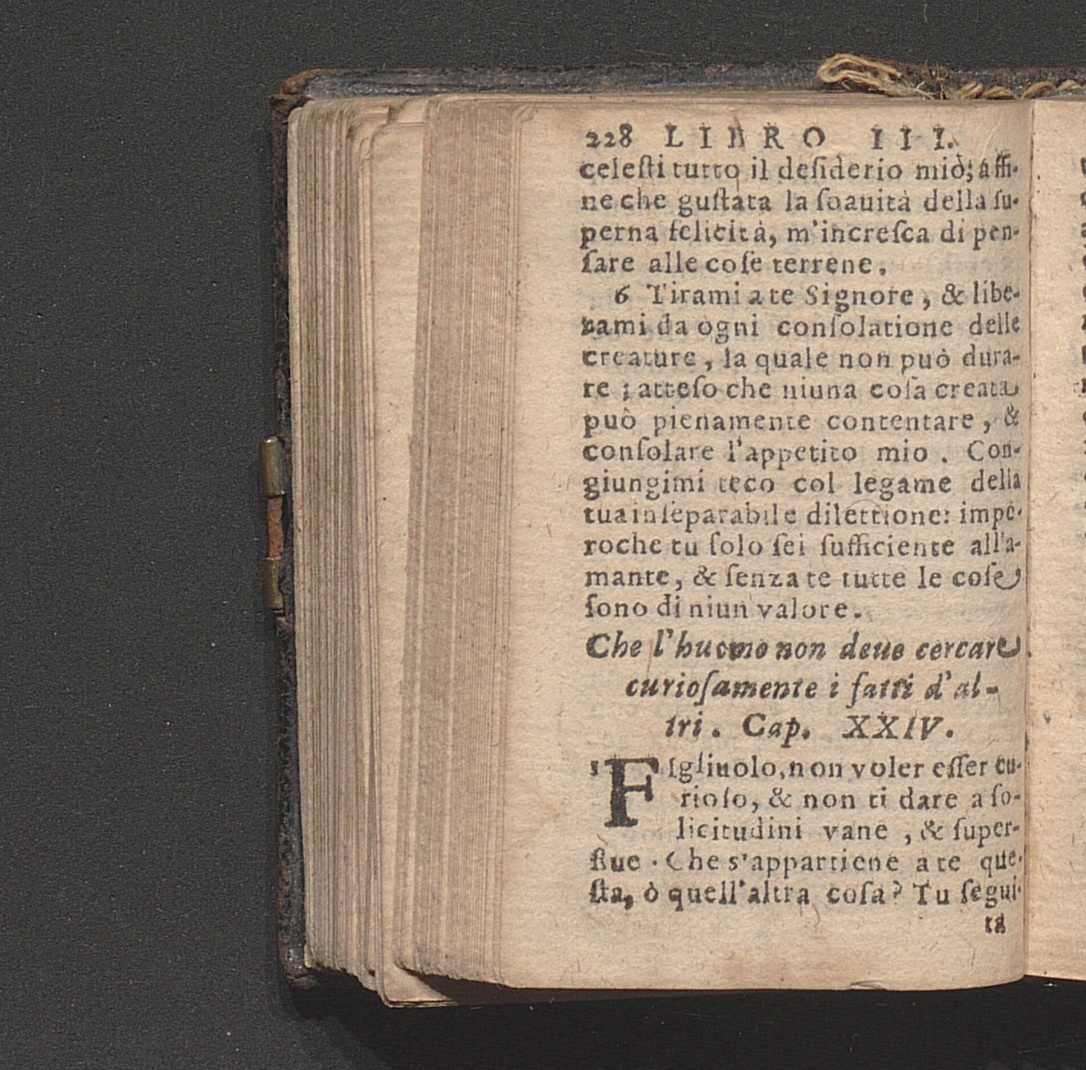 228 LIBRO III.
celeſti tutto il deſiderio mio; affi-
ne che guſtata la ſoauità della ſu-
perna felicità, m'increſca di pen-
ſare alle coſe terrene.
6 Tirami a te Signore, & libe-
rami da ogni conſolatione delle
creature, la quale non può dura-
re; atteſo che niuna coſa creata
può pienamente contentare, &
conſolare l'appetito mio. Con-
giungimi teco col legame della
tua inſeparabile dilettione: impe-
roche tu ſolo ſei ſufficiente all'a-
mante, & ſenza te tutte le coſe
ſono di niun valore.
Che l'huomo non deue cercare
curioſamente i fatti d'al-
tri. Cap. XXIV.
1 Figliuolo, non voler eſſer cu-
rioſo, & non ti dare a ſo-
licitudini vane, & ſuper-
flue. Che s'appartiene a te que-
ſta, ò quell'altra coſa? Tu ſegui-
ta